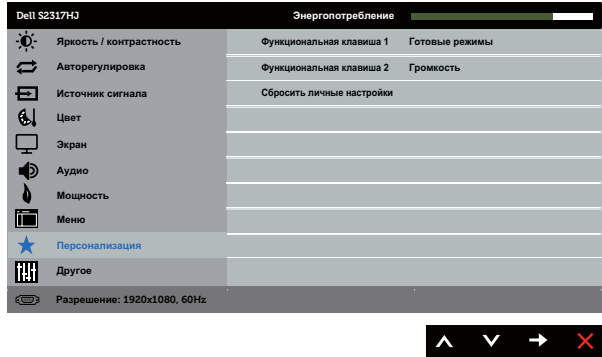 Dell S2317HJ Энергопотребление
Яркость / контрастность
Авторегулировка
Источник сигнала
Цвет
Экран
Аудио
Мощность
Меню
Персонализация
Другое
Функциональная клавиша 1 Готовые режимы
Функциональная клавиша 2 Громкость
Сбросить личные настройки
Разрешение: 1920x1080, 60Hz